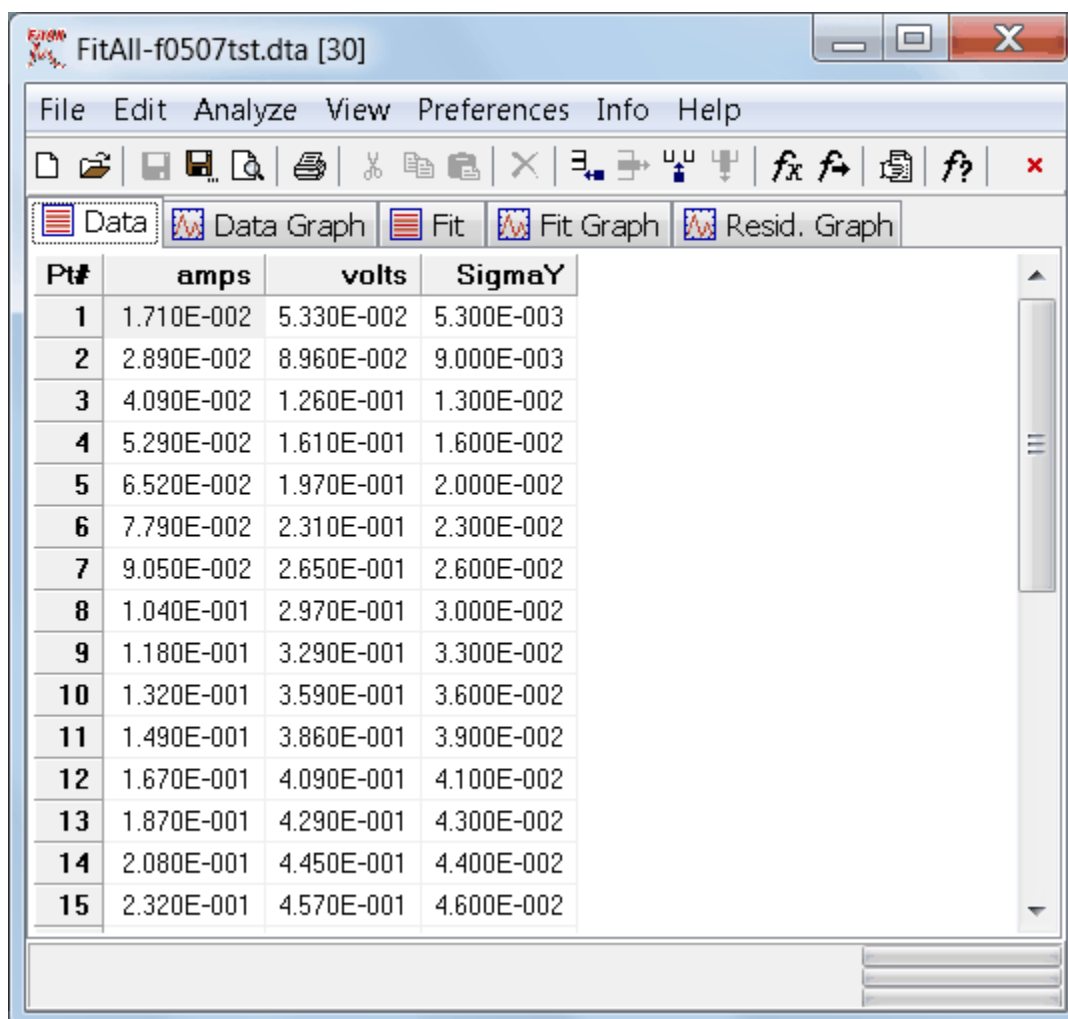 FitAll-f0507tst.dta [30]
File Edit Analyze View Preferences Info Help
fx f→ f?
Data Data Graph Fit Fit Graph Resid. Graph
Pt# amps volts SigmaY
1 1.710E-002 5.330E-002 5.300E-003
2 2.890E-002 8.960E-002 9.000E-003
3 4.090E-002 1.260E-001 1.300E-002
4 5.290E-002 1.610E-001 1.600E-002
5 6.520E-002 1.970E-001 2.000E-002
6 7.790E-002 2.310E-001 2.300E-002
7 9.050E-002 2.650E-001 2.600E-002
8 1.040E-001 2.970E-001 3.000E-002
9 1.180E-001 3.290E-001 3.300E-002
10 1.320E-001 3.590E-001 3.600E-002
11 1.490E-001 3.860E-001 3.900E-002
12 1.670E-001 4.090E-001 4.100E-002
13 1.870E-001 4.290E-001 4.300E-002
14 2.080E-001 4.450E-001 4.400E-002
15 2.320E-001 4.570E-001 4.600E-002